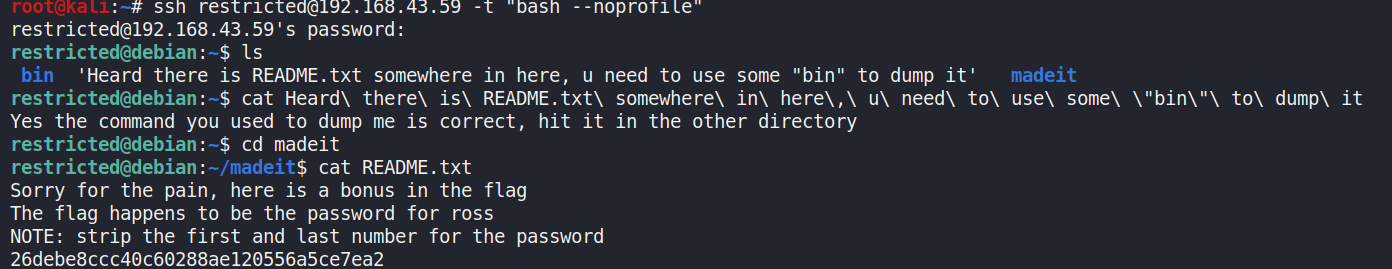 root@kali:~# ssh restricted@192.168.43.59 -t "bash --noprofile"
restricted@192.168.43.59's password:
restricted@debian:~$ ls
bin  'Heard there is README.txt somewhere in here, u need to use some "bin" to dump it'   madeit
restricted@debian:~$ cat Heard\ there\ is\ README.txt\ somewhere\ in\ here\,\ u\ need\ to\ use\ some\ \"bin\"\ to\ dump\ it
Yes the command you used to dump me is correct, hit it in the other directory
restricted@debian:~$ cd madeit
restricted@debian:~/madeit$ cat README.txt
Sorry for the pain, here is a bonus in the flag
The flag happens to be the password for ross
NOTE: strip the first and last number for the password
26debe8ccc40c60288ae120556a5ce7ea2